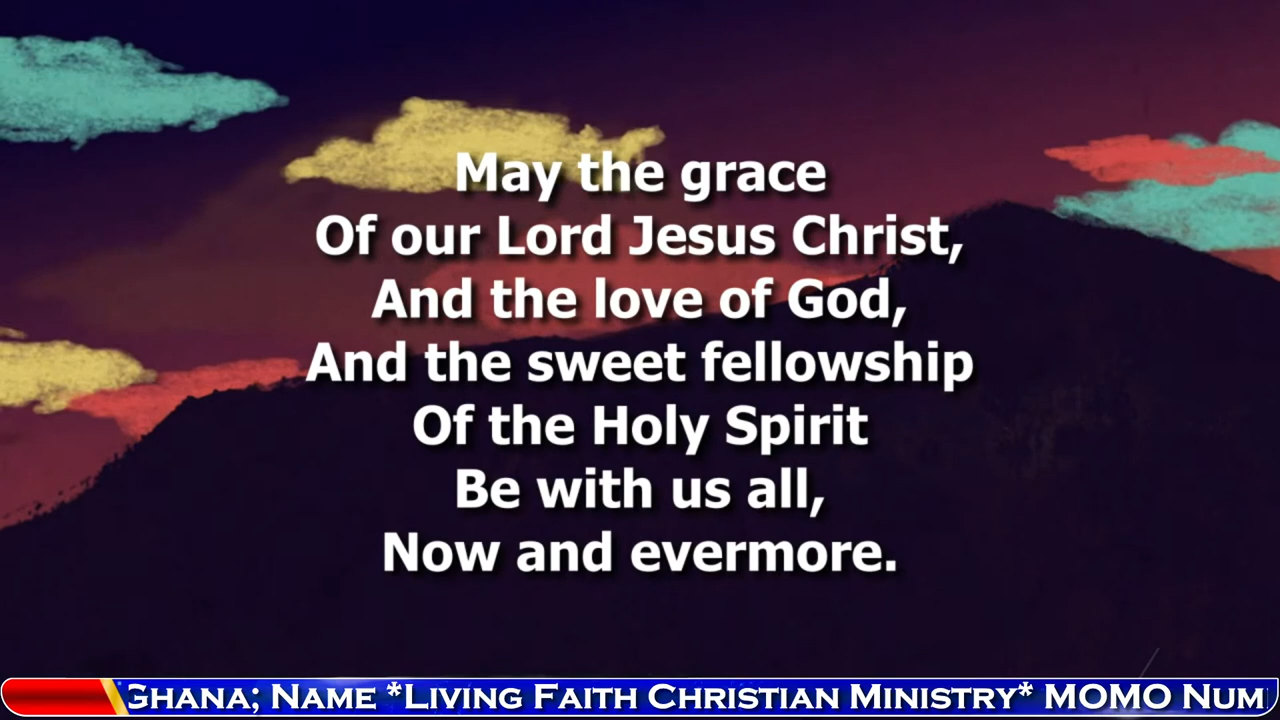 May the grace
Of our Lord Jesus Christ,
And the love of God,
And the sweet fellowship
Of the Holy Spirit
Be with us all,
Now and evermore.
Ghana; Name *Living Faith Christian Ministry* MOMO Num